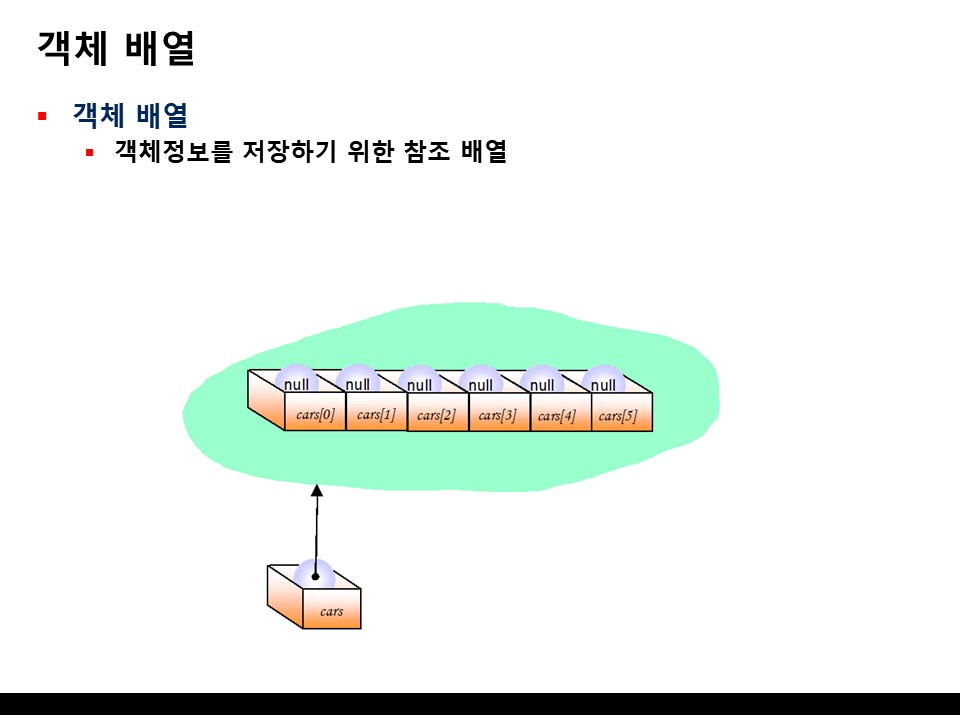 객체 배열
객체 배열
객체정보를 저장하기 위한 참조 배열
null null null null null null
cars[0] cars[1] cars[2] cars[3] cars[4] cars[5]
cars